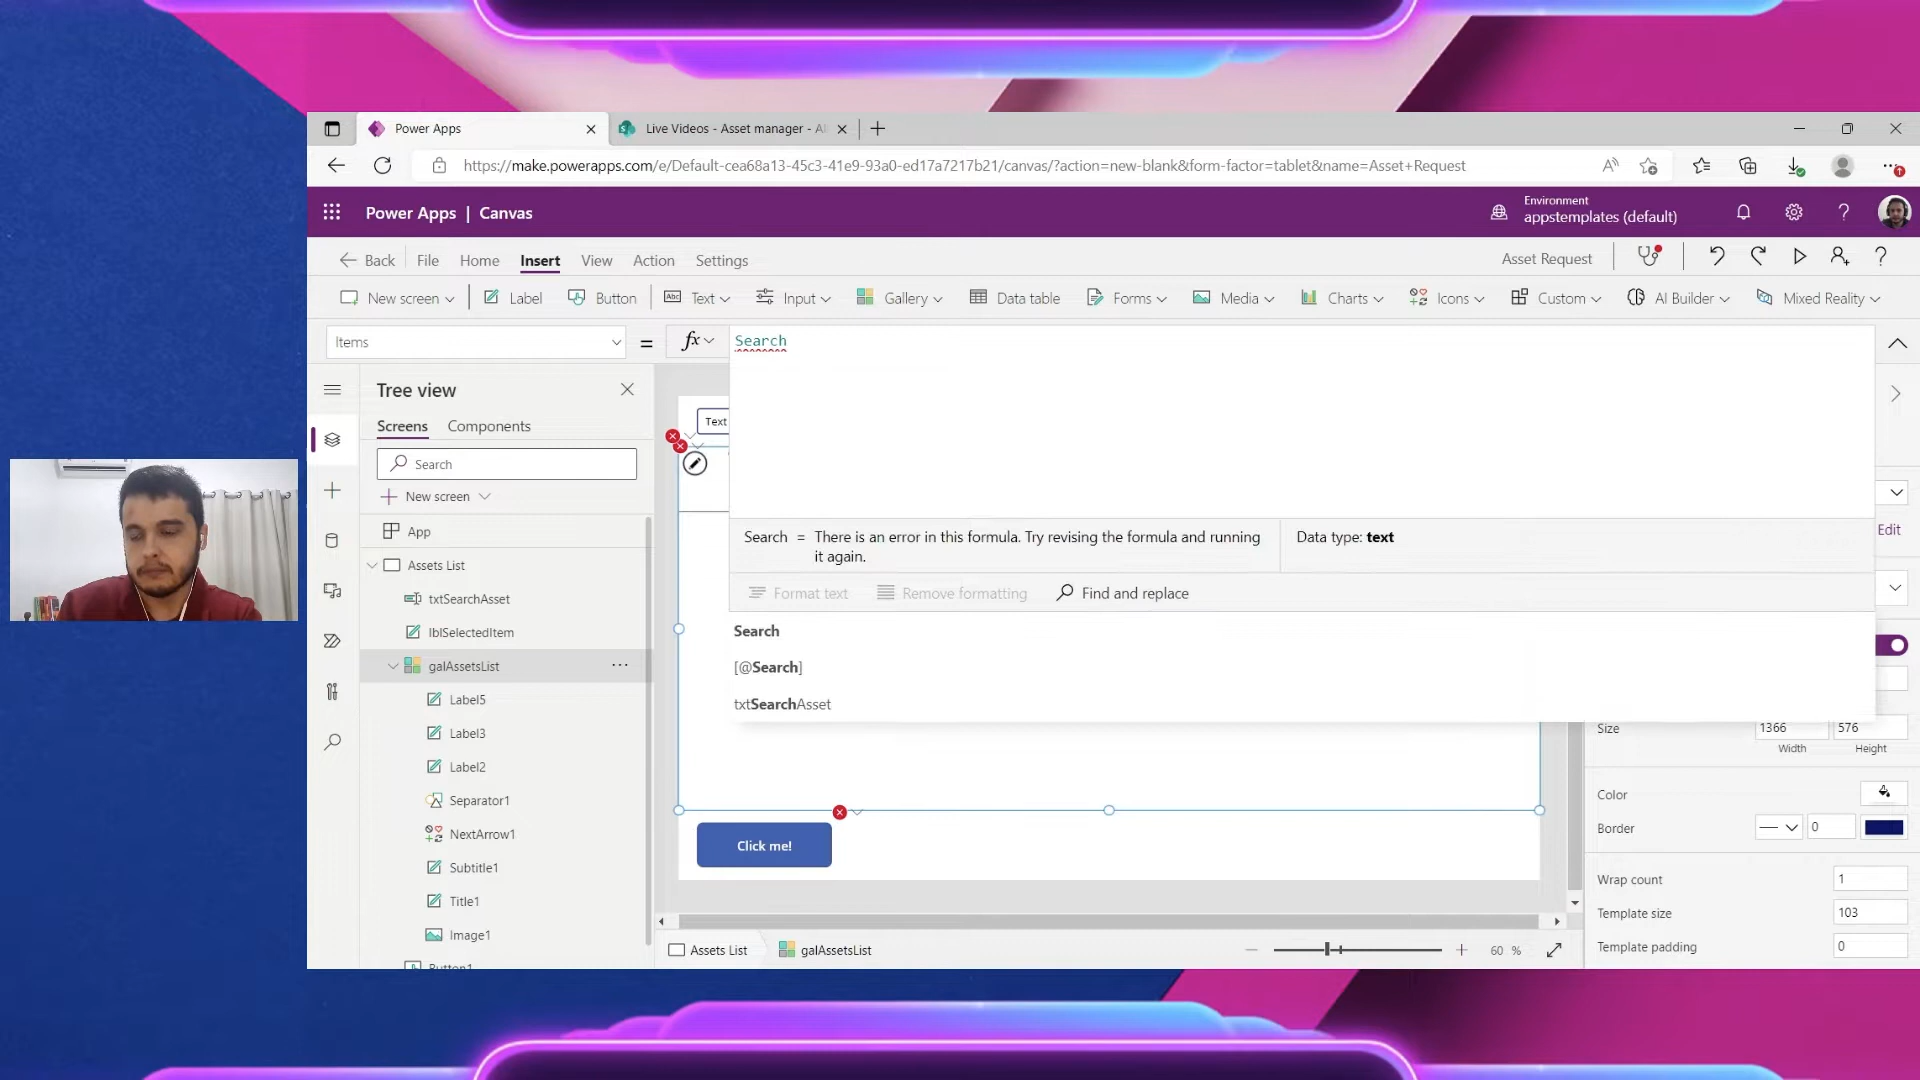 Power Apps
Live Videos - Asset manager - Al
https://make.powerapps.com/e/Default-cea68a13-45c3-41e9-93a0-ed17a7217b21/canvas/?action=new-blank&form-factor=tablet&name=Asset+Request
Power Apps | Canvas
Environment
appstemplates (default)
Back File Home Insert View Action Settings
Asset Request
New screen Label Button Text Input Gallery Data table Forms Media Charts Icons Custom AI Builder Mixed Reality
Items = fx Search
Tree view
Screens Components
Search
New screen
App
Assets List
txtSearchAsset
lblSelectedItem
galAssetsList
Label5
Label3
Label2
Separator1
NextArrow1
Subtitle1
Title1
Image1
Button1
Text
Search = There is an error in this formula. Try revising the formula and running
it again.
Data type: text
Format text Remove formatting Find and replace
Search
[@Search]
txtSearchAsset
Click me!
Edit
Size 1366 576
Width Height
Color
Border 0
Wrap count 1
Template size 103
Template padding 0
Assets List galAssetsList
60 %